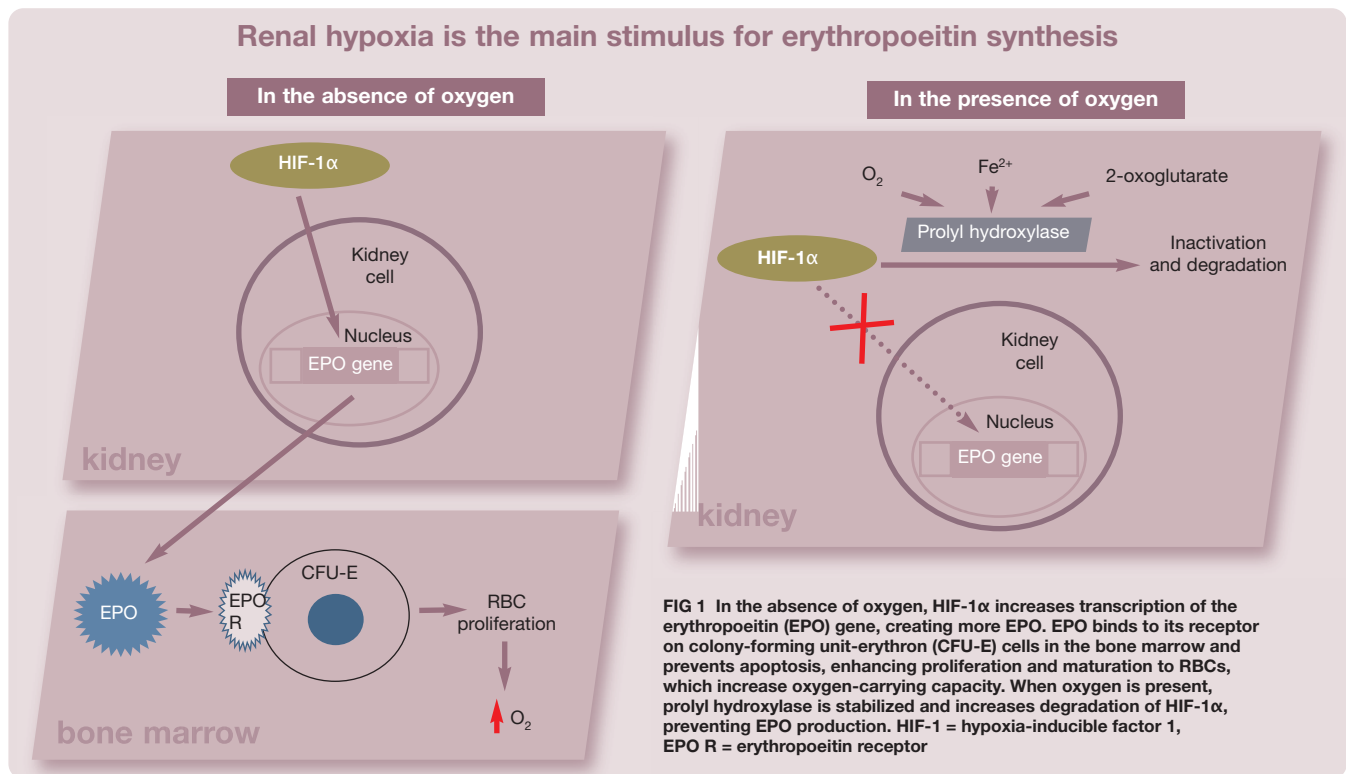 Renal hypoxia is the main stimulus for erythropoeitin synthesis
In the absence of oxygen
HIF-1α
Kidney
cell
Nucleus
EPO gene
kidney
EPO
EPO
R
CFU-E
RBC
proliferation
O₂
bone marrow
In the presence of oxygen
O₂
Fe²⁺
2-oxoglutarate
Prolyl hydroxylase
HIF-1α
Inactivation
and degradation
Kidney
cell
Nucleus
EPO gene
kidney
FIG 1 In the absence of oxygen, HIF-1α increases transcription of the
erythropoeitin (EPO) gene, creating more EPO. EPO binds to its receptor
on colony-forming unit-erythron (CFU-E) cells in the bone marrow and
prevents apoptosis, enhancing proliferation and maturation to RBCs,
which increase oxygen-carrying capacity. When oxygen is present,
prolyl hydroxylase is stabilized and increases degradation of HIF-1α,
preventing EPO production. HIF-1 = hypoxia-inducible factor 1,
EPO R = erythropoeitin receptor